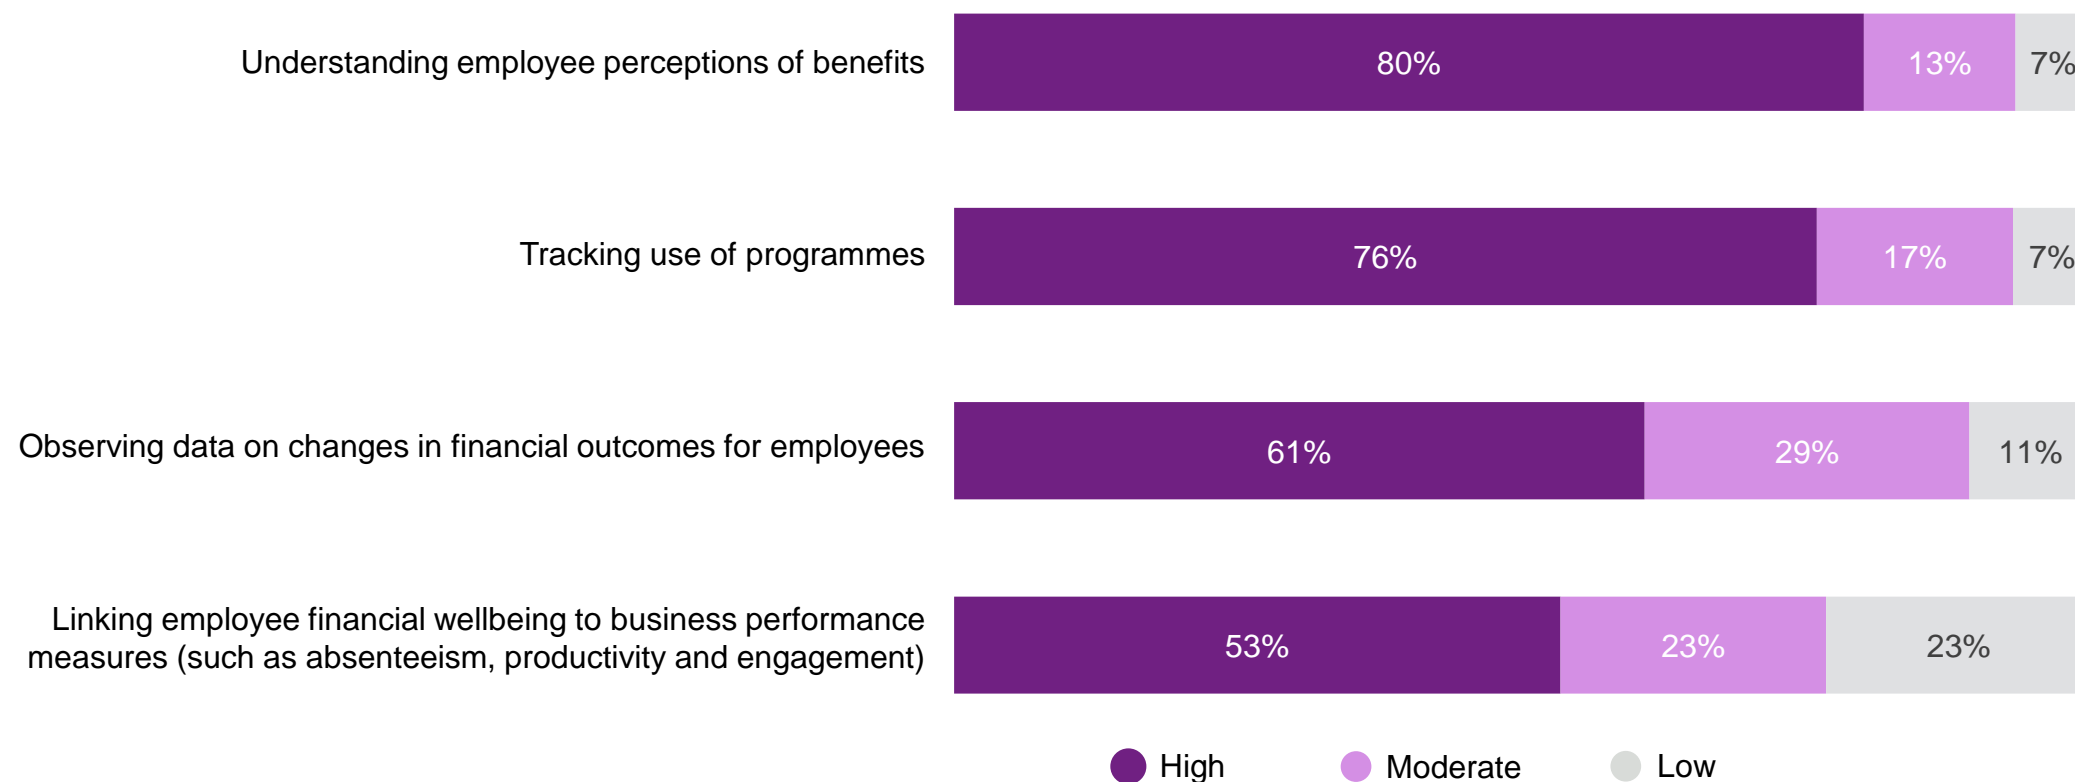 Understanding employee perceptions of benefits
80%
13%
7%
Tracking use of programmes
76%
17%
7%
Observing data on changes in financial outcomes for employees
61%
29%
11%
Linking employee financial wellbeing to business performance
measures (such as absenteeism, productivity and engagement)
53%
23%
23%
High
Moderate
Low